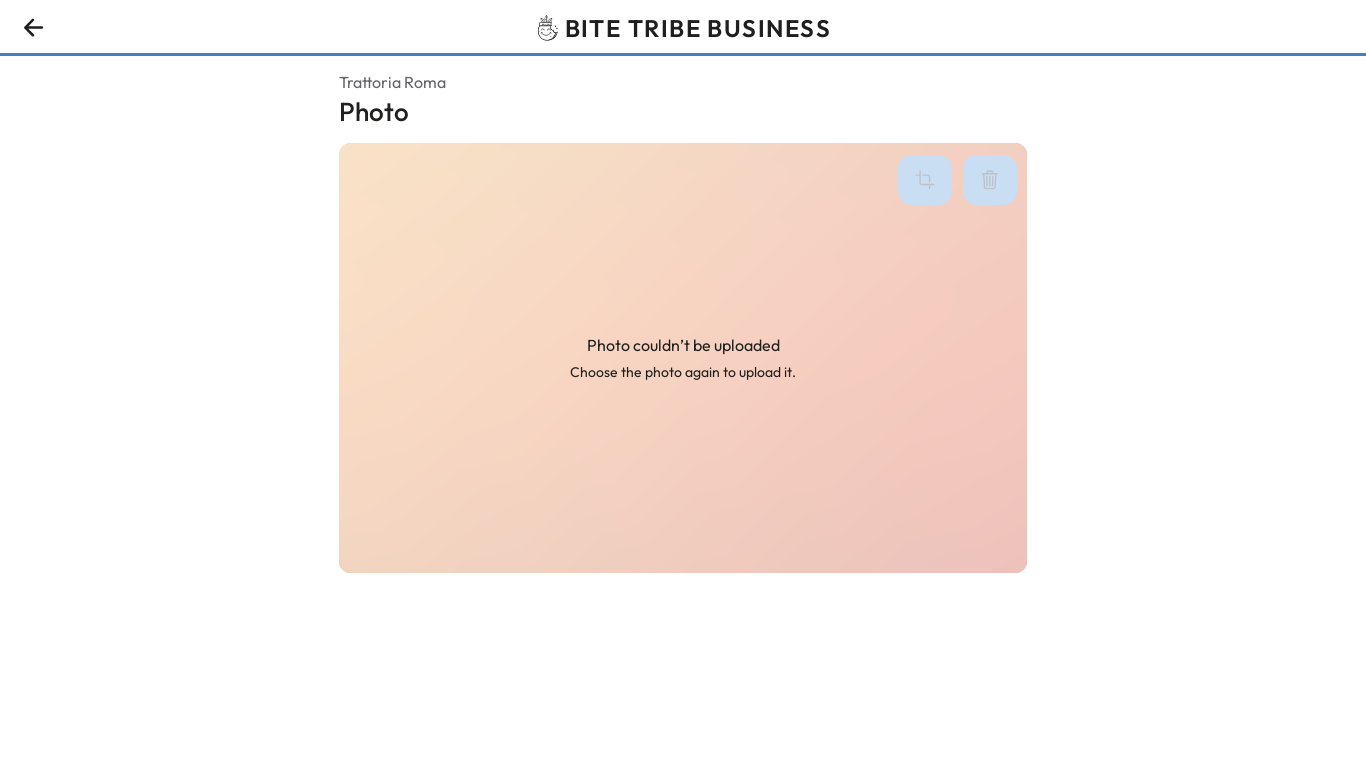 BITE TRIBE BUSINESS
Trattoria Roma
Photo
Photo couldn’t be uploaded
Choose the photo again to upload it.